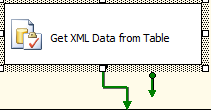 Get XML Data from Table